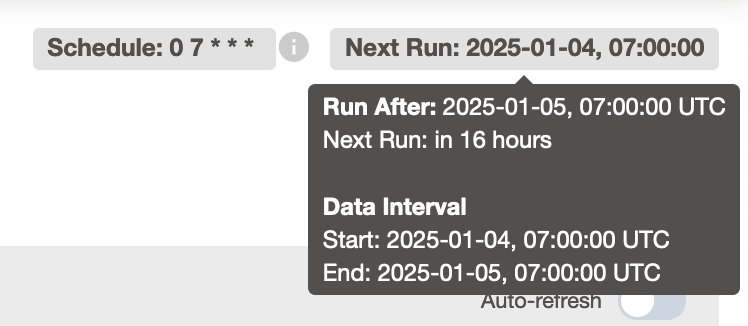 Schedule: 0 7 * * *
i
Next Run: 2025-01-04, 07:00:00
Run After: 2025-01-05, 07:00:00 UTC
Next Run: in 16 hours
Data Interval
Start: 2025-01-04, 07:00:00 UTC
End: 2025-01-05, 07:00:00 UTC
Auto-refresh